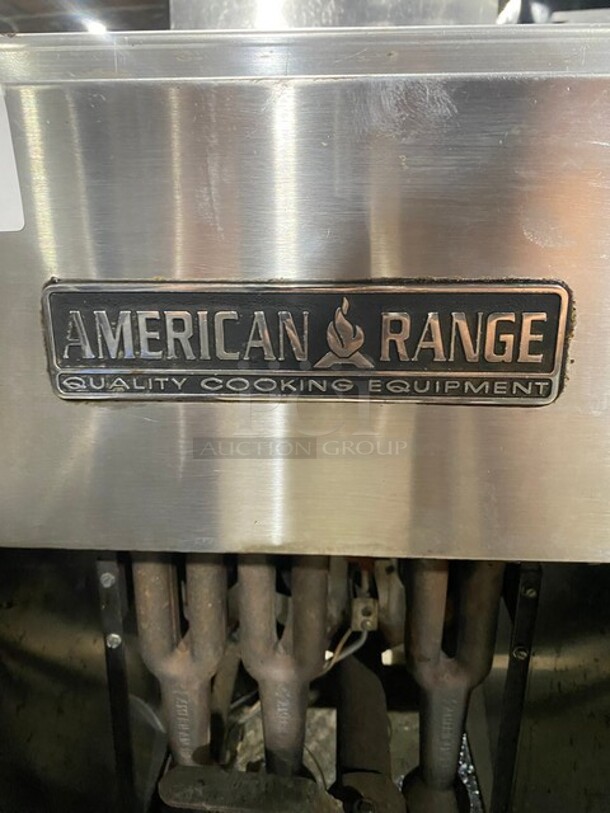 AMERICAN RANGE
QUALITY COOKING EQUIPMENT
AUCTION GROUP